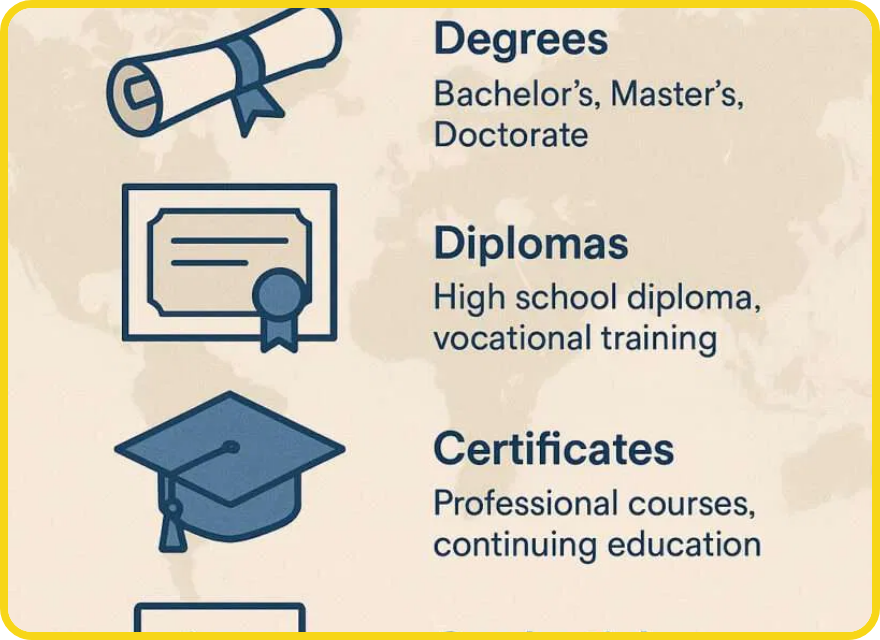 Degrees
Bachelor’s, Master’s,
Doctorate
Diplomas
High school diploma,
vocational training
Certificates
Professional courses,
continuing education